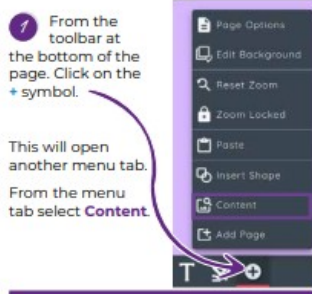 1 From the
toolbar at
the bottom of the
page. Click on the
+ symbol.
This will open
another menu tab.
From the menu
tab select Content.
Page Options
Edit Background
Reset Zoom
Zoom Locked
Paste
Insert Shape
Content
Add Page
T